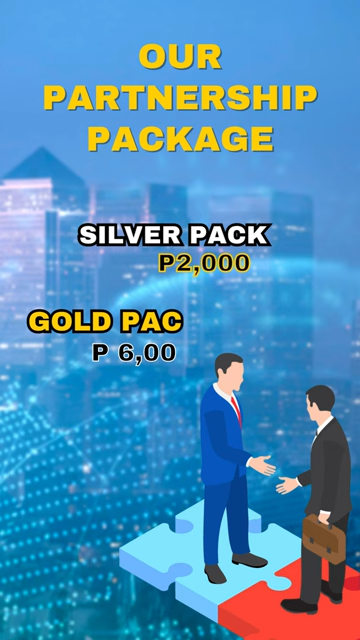 OUR
PARTNERSHIP
PACKAGE
SILVER PACK
P2,000
GOLD PAC
P 6,00